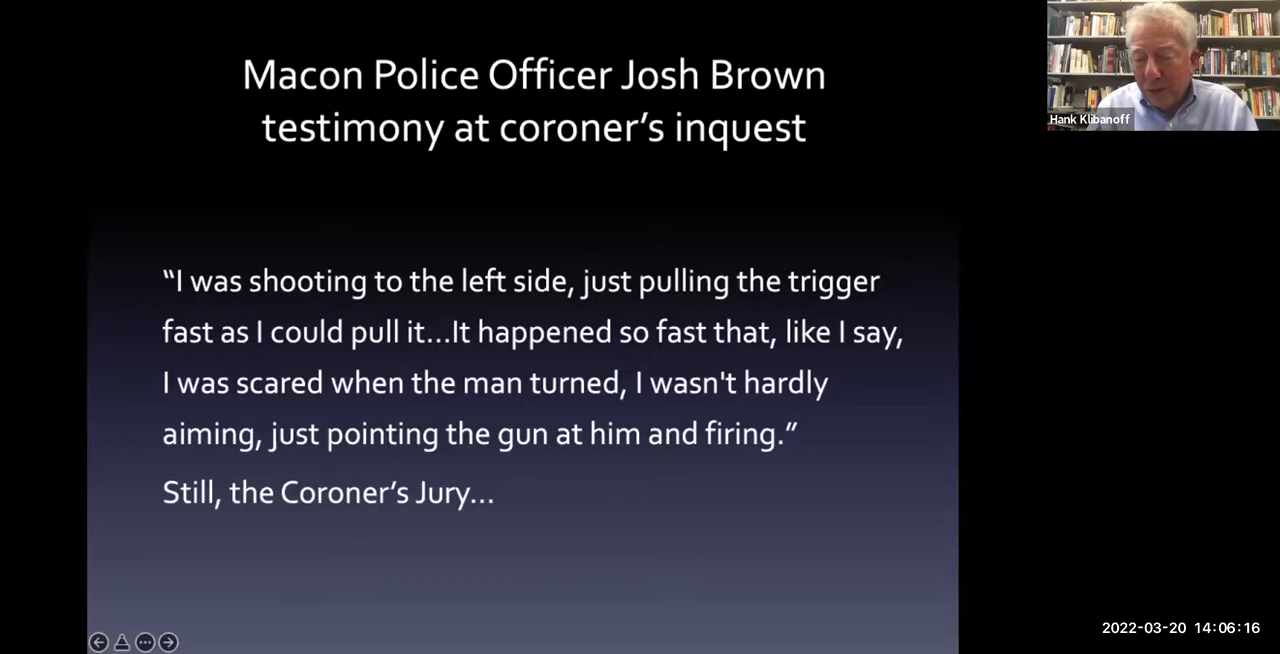 Macon Police Officer Josh Brown
testimony at coroner’s inquest
Hank Klibanoff
“I was shooting to the left side, just pulling the trigger
fast as I could pull it...It happened so fast that, like I say,
I was scared when the man turned, I wasn't hardly
aiming, just pointing the gun at him and firing.”
Still, the Coroner’s Jury...
2022-03-20 14:06:16